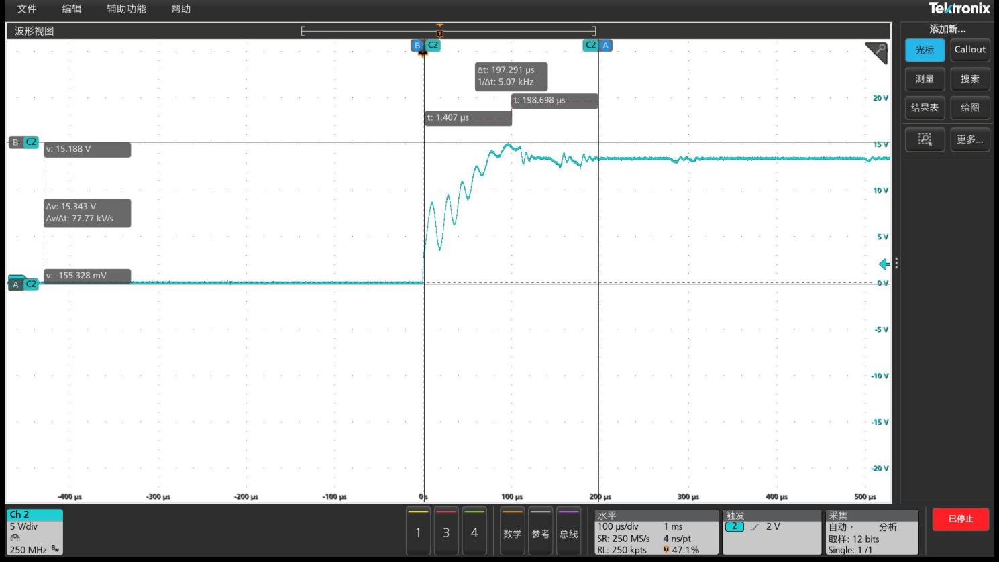 文件 编辑 辅助功能 帮助
Tektronix
波形视图
添加新...
T
B C2
C2 A
光标 Callout
Δt: 197.291 µs
1/Δt: 5.07 kHz
测量 搜索
t: 198.698 µs
20 V
结果表 绘图
t: 1.407 µs
更多...
B C2
v: 15.188 V
15 V
10 V
Δv: 15.343 V
Δv/Δt: 77.77 kV/s
5 V
v: -155.328 mV
A C2
0 V
-5 V
-10 V
-15 V
-20 V
-400 µs -300 µs -200 µs -100 µs 0s 100 µs 200 µs 300 µs 400 µs 500 µs
Ch 2
5 V/div
250 MHz Bw
1 3 4 数学 参考 总线
水平
100 µs/div 1 ms
SR: 250 MS/s 4 ns/pt
RL: 250 kpts 47.1%
触发
2 2 V
采集
自动, 分析
取样: 12 bits
Single: 1 /1
已停止